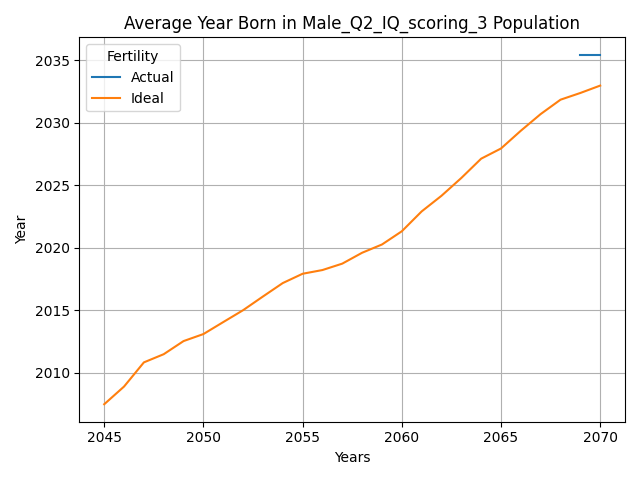 Average Year Born in Male_Q2_IQ_scoring_3 Population
Fertility
Actual
Ideal
Year
2035
2030
2025
2020
2015
2010
2045 2050 2055 2060 2065 2070
Years